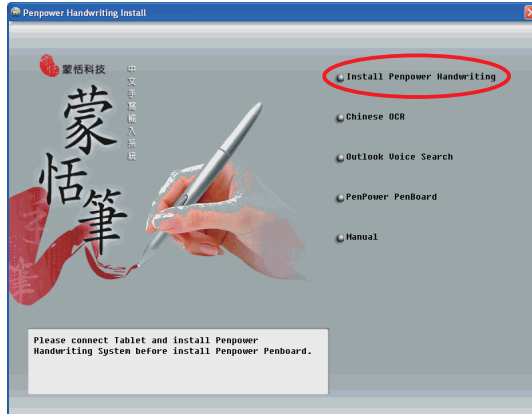 Penpower Handwriting Install
蒙恬科技
中文手寫輸入系統
蒙恬筆
Install Penpower Handwriting
Chinese OCR
Outlook Voice Search
PenPower PenBoard
Manual
Please connect Tablet and install Penpower
Handwriting System before install Penpower Penboard.